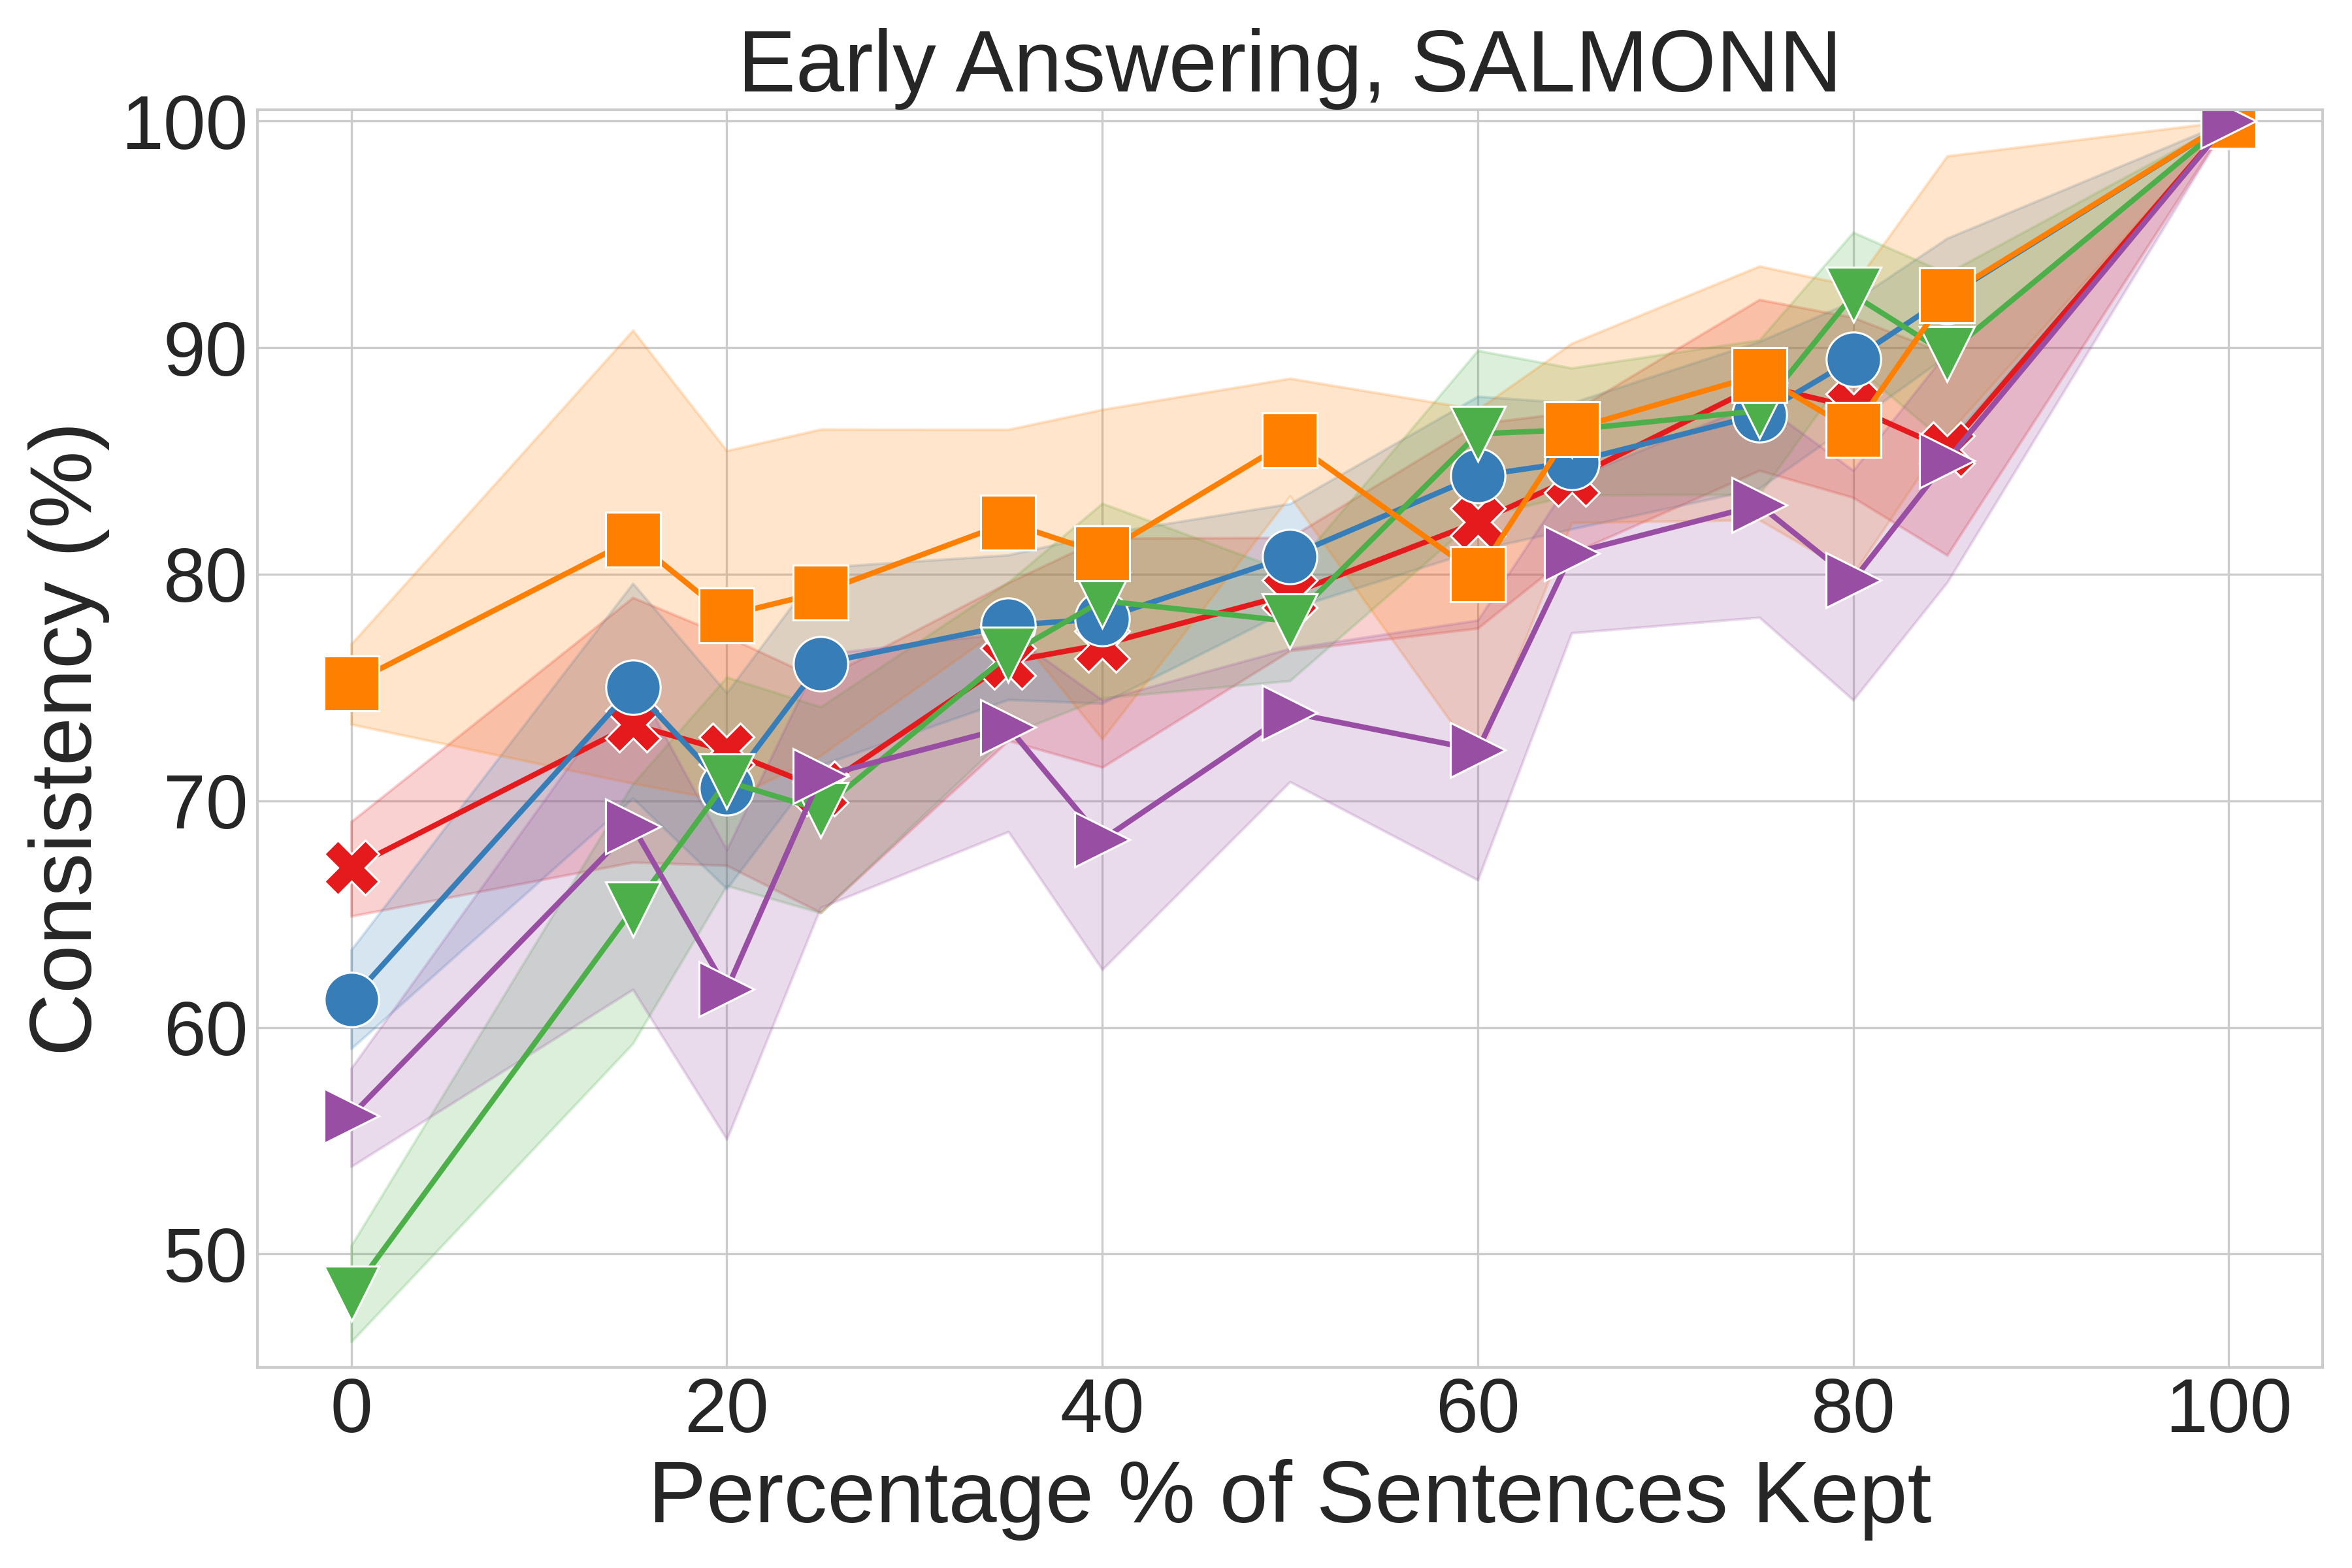 Early Answering, SALMONN
Consistency (%)
100
90
80
70
60
50
0 20 40 60 80 100
Percentage % of Sentences Kept